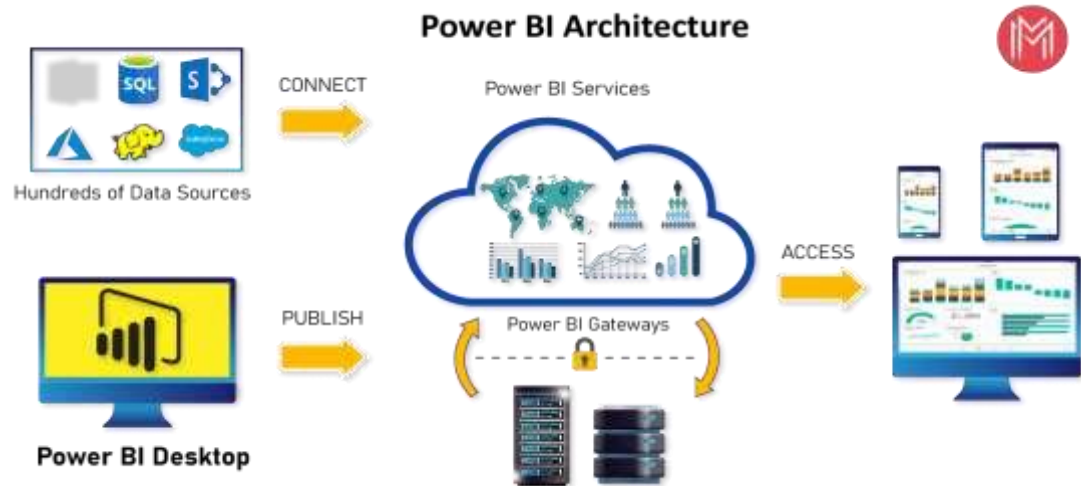 Power BI Architecture
M
SQL
S
CONNECT
Power BI Services
Hundreds of Data Sources
ACCESS
PUBLISH
Power BI Gateways
Power BI Desktop